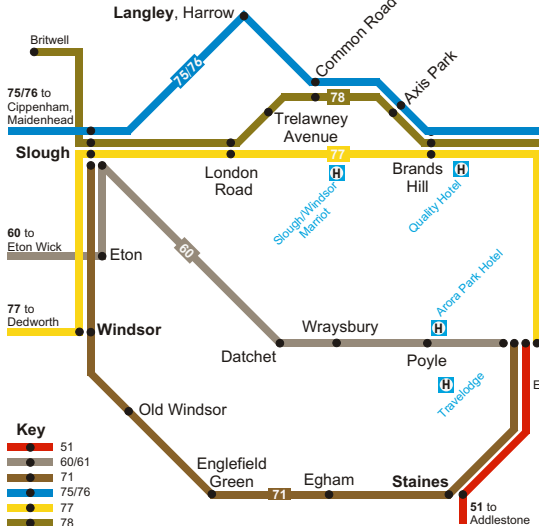 Langley, Harrow
Common Road
Britwell
75/76
75/76 to
Cippenham,
Maidenhead
78
Axis Park
Trelawney
Avenue
Slough
77
London
Road
Brands
Hill
H
H
Slough/Windsor
Marriot
Quality Hotel
60 to
Eton Wick
Eton
60
Arora Park Hotel
77 to
Dedworth
Windsor
Wraysbury
H
Datchet
Poyle
H
Travelodge
E
Old Windsor
Key
51
60/61
71
75/76
77
78
Englefield
Green
Egham
Staines
71
51 to
Addlestone